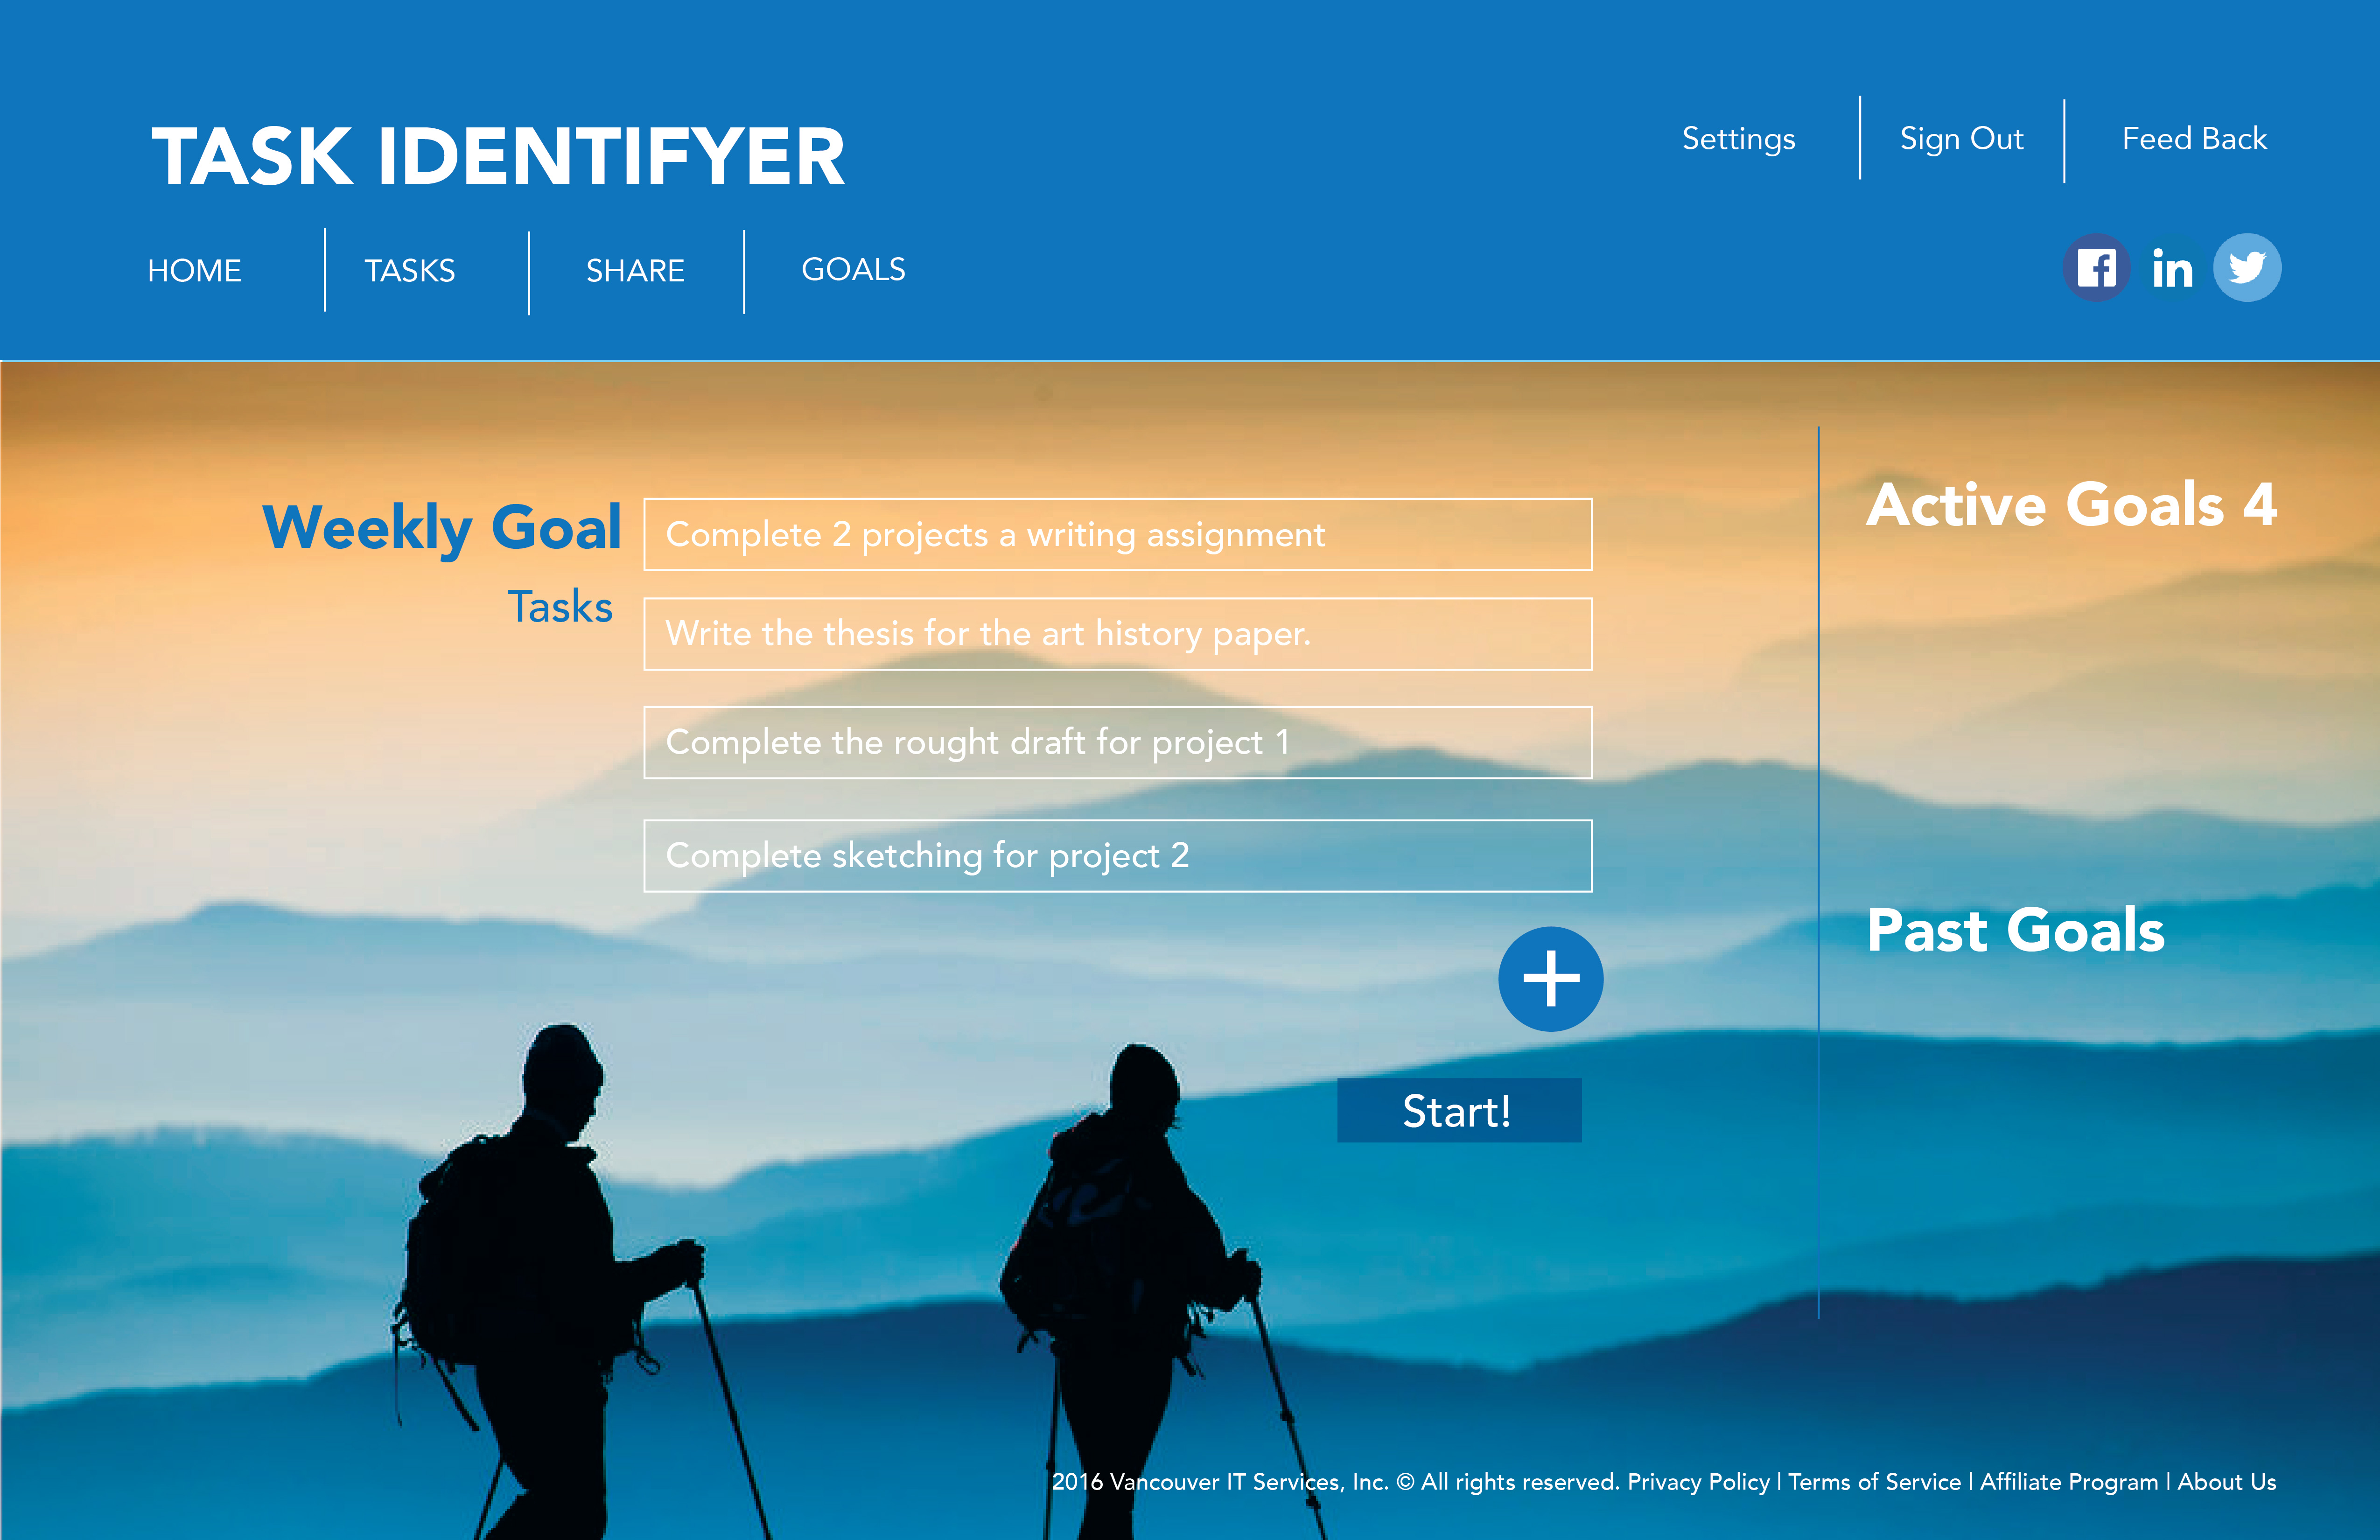 TASK IDENTIFYER
Settings
Sign Out
Feed Back
HOME
TASKS
SHARE
GOALS
f
in
Weekly Goal
Complete 2 projects a writing assignment
Tasks
Write the thesis for the art history paper.
Complete the rought draft for project 1
Complete sketching for project 2
+
Start!
Active Goals 4
Past Goals
2016 Vancouver IT Services, Inc. © All rights reserved. Privacy Policy | Terms of Service | Affiliate Program | About Us